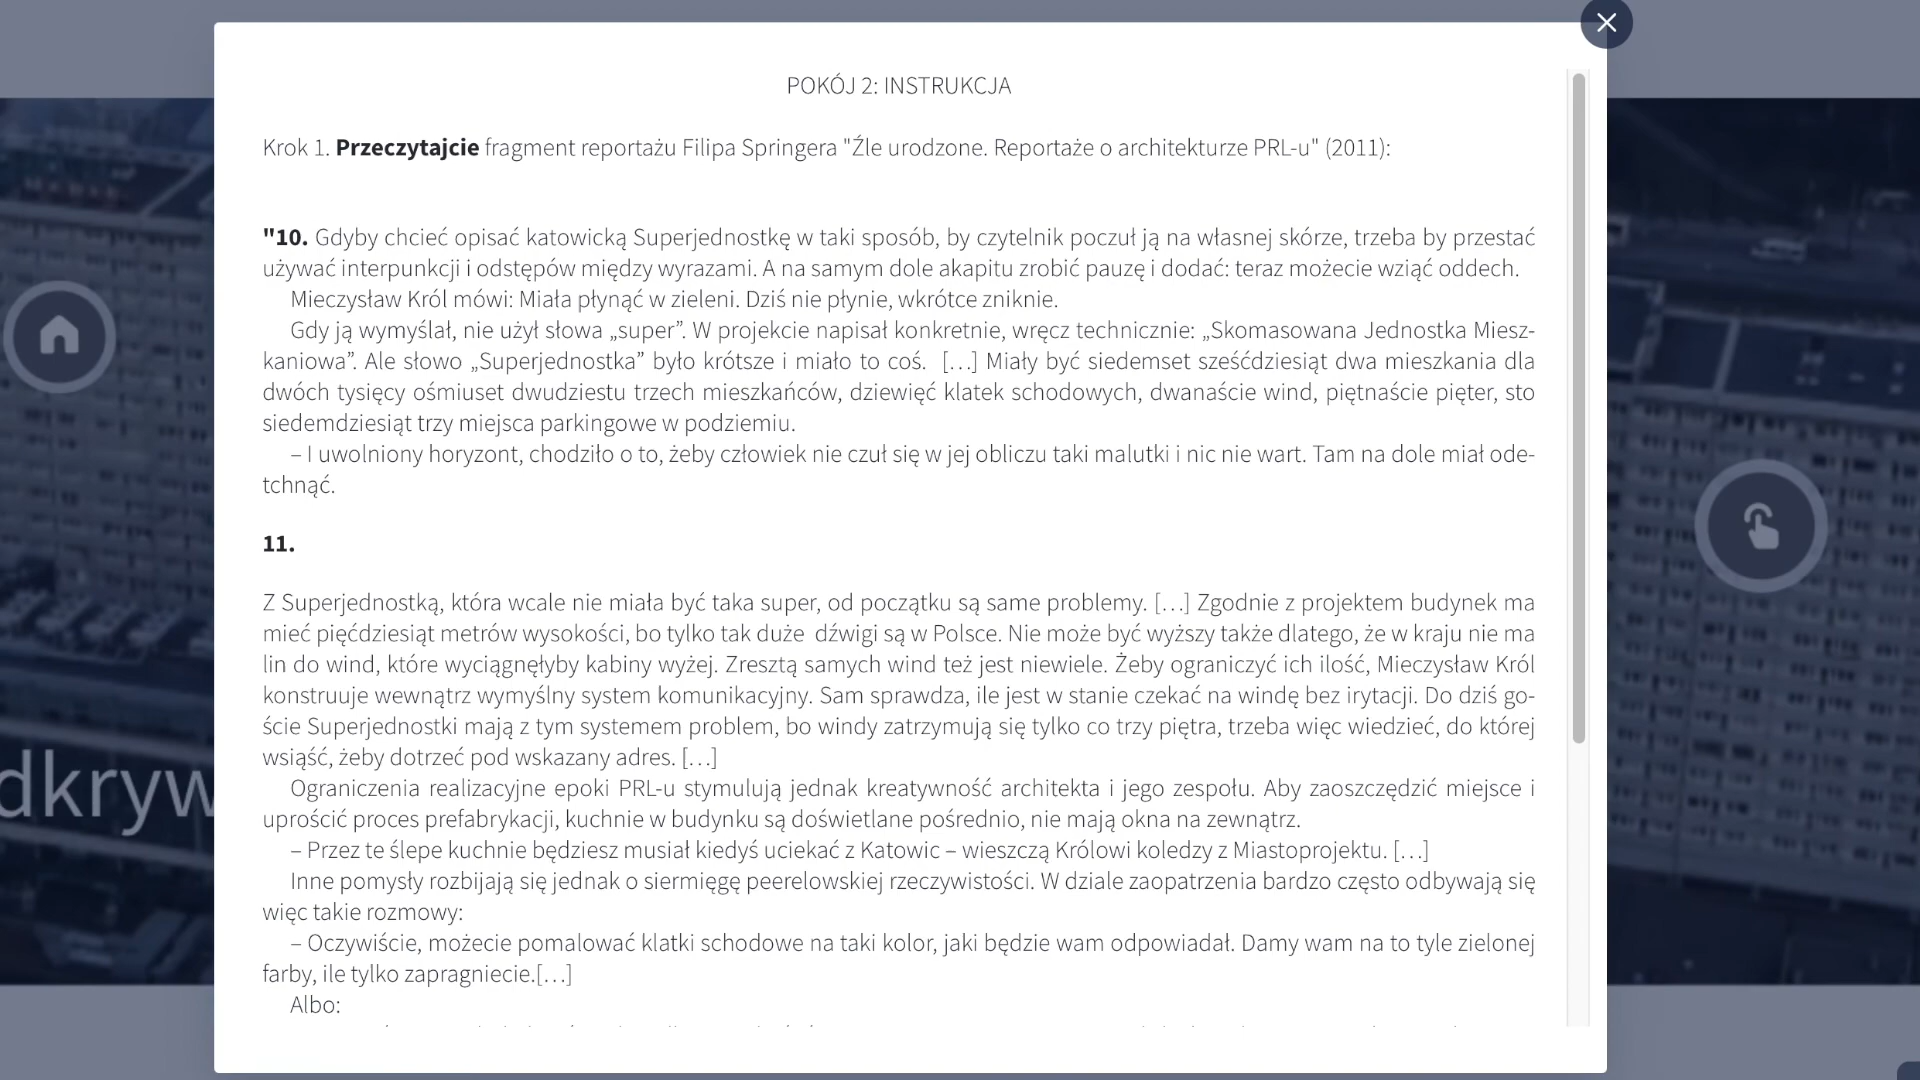 POKÓJ 2: INSTRUKCJA
Krok 1. Przeczytajcie fragment reportażu Filipa Springera "Źle urodzone. Reportaże o architekturze PRL-u" (2011):
"10. Gdyby chcieć opisać katowicką Superjednostkę w taki sposób, by czytelnik poczuł ją na własnej skórze, trzeba by przestać
używać interpunkcji i odstępów między wyrazami. A na samym dole akapitu zrobić pauzę i dodać: teraz możecie wziąć oddech.
Mieczysław Król mówi: Miała płynąć w zieleni. Dziś nie płynie, wkrótce zniknie.
Gdy ją wymyślał, nie użył słowa „super”. W projekcie napisał konkretnie, wręcz technicznie: „Skomasowana Jednostka Miesz-
kaniowa”. Ale słowo „Superjednostka” było krótsze i miało to coś. […] Miały być siedemset sześćdziesiąt dwa mieszkania dla
dwóch tysięcy ośmiuset dwudziestu trzech mieszkańców, dziewięć klatek schodowych, dwanaście wind, piętnaście pięter, sto
siedemdziesiąt trzy miejsca parkingowe w podziemiu.
– I uwolniony horyzont, chodziło o to, żeby człowiek nie czuł się w jej obliczu taki malutki i nic nie wart. Tam na dole miał ode-
tchnąć.
11.
Z Superjednostką, która wcale nie miała być taka super, od początku są same problemy. […] Zgodnie z projektem budynek ma
mieć pięćdziesiąt metrów wysokości, bo tylko tak duże dźwigi są w Polsce. Nie może być wyższy także dlatego, że w kraju nie ma
lin do wind, które wyciągnęłyby kabiny wyżej. Zresztą samych wind też jest niewiele. Żeby ograniczyć ich ilość, Mieczysław Król
konstruuje wewnątrz wymyślny system komunikacyjny. Sam sprawdza, ile jest w stanie czekać na windę bez irytacji. Do dziś go-
ście Superjednostki mają z tym systemem problem, bo windy zatrzymują się tylko co trzy piętra, trzeba więc wiedzieć, do której
wsiąść, żeby dotrzeć pod wskazany adres. […]
Ograniczenia realizacyjne epoki PRL-u stymulują jednak kreatywność architekta i jego zespołu. Aby zaoszczędzić miejsce i
uprościć proces prefabrykacji, kuchnie w budynku są doświetlane pośrednio, nie mają okna na zewnątrz.
– Przez te ślepe kuchnie będziesz musiał kiedyś uciekać z Katowic – wieszczą Królowi koledzy z Miastoprojektu. […]
Inne pomysły rozbijają się jednak o siermięgę peerelowskiej rzeczywistości. W dziale zaopatrzenia bardzo często odbywają się
więc takie rozmowy:
– Oczywiście, możecie pomalować klatki schodowe na taki kolor, jaki będzie wam odpowiadał. Damy wam na to tyle zielonej
farby, ile tylko zapragniecie.[…]
Albo:
dkryw